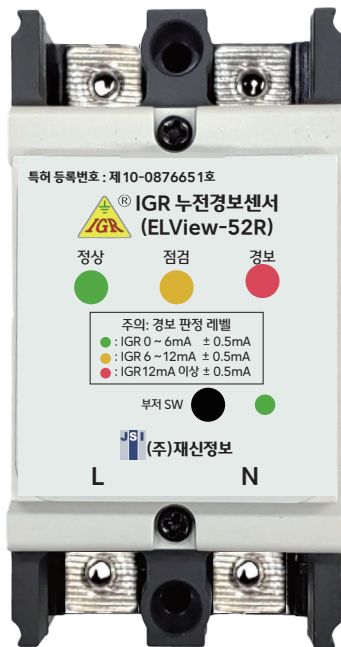 특허 등록번호 : 제10-0876651호
IGR ® IGR 누전경보센서
(ELView-52R)
정상 점검 경보
주의: 경보 판정 레벨
: IGR 0 ~ 6mA ± 0.5mA
: IGR 6 ~ 12mA ± 0.5mA
: IGR 12mA 이상 ± 0.5mA
부저 SW
JSI (주)재신정보
L N